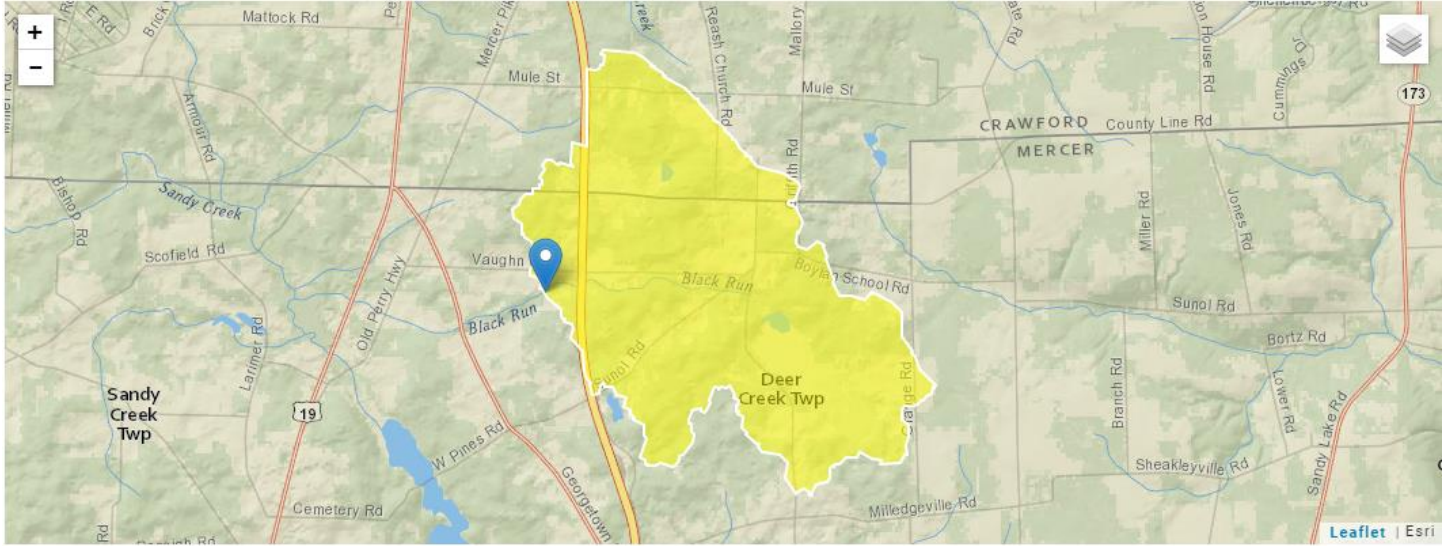 +
−
E Rd
Mattock Rd
Mercer Pike
Reash Church Rd
Mallory
Mule St
Mule St
173
Armour Rd
CRAWFORD
County Line Rd
MERCER
Cummings Dr
Sandy Creek
Bishop Rd
Scofield Rd
Vaughn
Old Perry Hwy
Black Run
Black Run
Boylan School Rd
Miller Rd
Jones Rd
Sunol Rd
Bortz Rd
Larimer Rd
Sunol Rd
Sandy
Creek
Twp
19
Deer
Creek Twp
Branch Rd
Lower Rd
Sandy Lake Rd
W Pines Rd
Georgetown
Sheakleyville Rd
Cemetery Rd
Milledgeville Rd
Rd
Leaflet | Esri